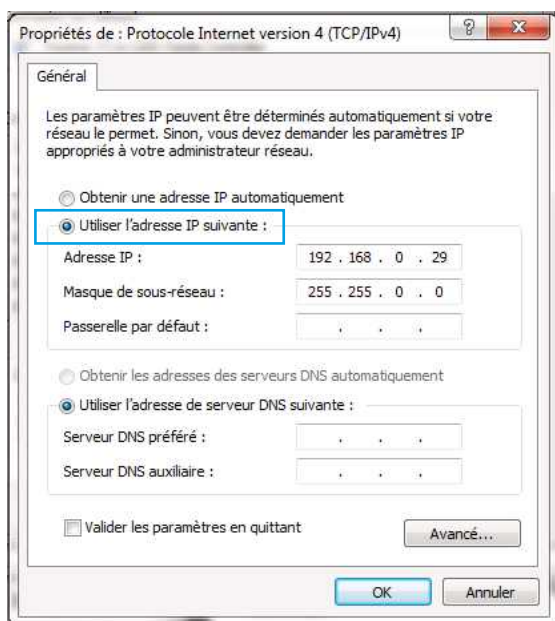 Propriétés de : Protocole Internet version 4 (TCP/IPv4)
Général
Les paramètres IP peuvent être déterminés automatiquement si votre
réseau le permet. Sinon, vous devez demander les paramètres IP
appropriés à votre administrateur réseau.
Obtenir une adresse IP automatiquement
Utiliser l'adresse IP suivante :
Adresse IP : 192 . 168 . 0 . 29
Masque de sous-réseau : 255 . 255 . 0 . 0
Passerelle par défaut : . . .
Obtenir les adresses des serveurs DNS automatiquement
Utiliser l'adresse de serveur DNS suivante :
Serveur DNS préféré : . . .
Serveur DNS auxiliaire : . . .
Valider les paramètres en quittant Avancé...
OK Annuler